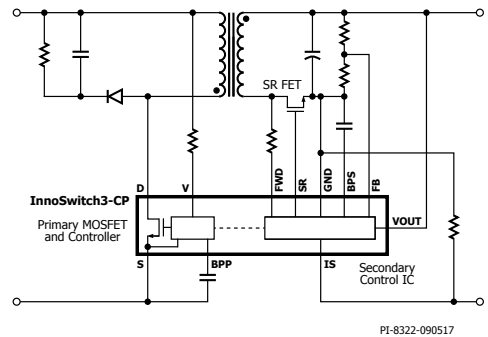 SR FET
D
V
FWD
SR
GND
BPS
FB
InnoSwitch3-CP
VOUT
Primary MOSFET
and Controller
S
BPP
IS
Secondary
Control IC
PI-8322-090517